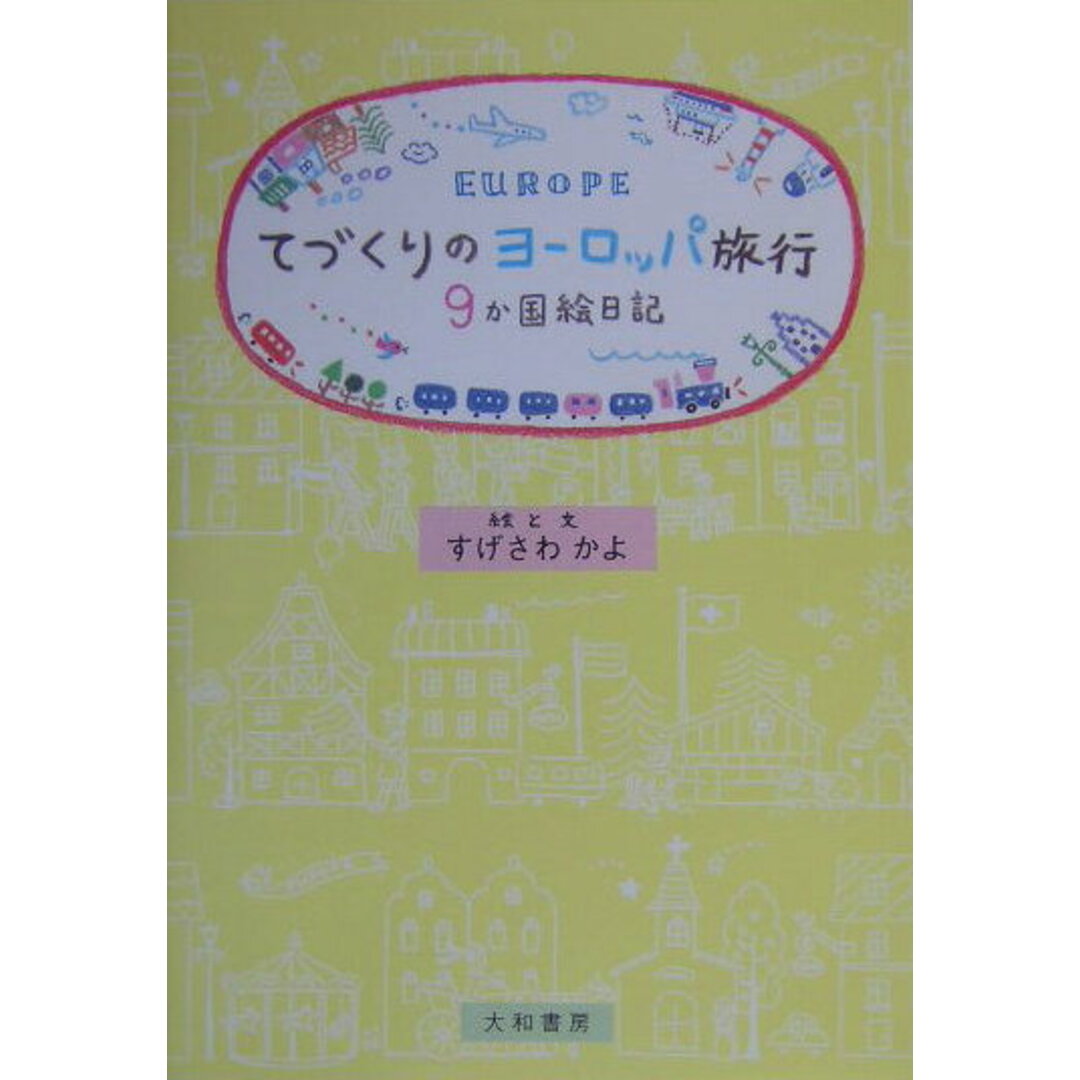 EUROPE
てづくりのヨーロッパ旅行
9か国絵日記
絵と文
すげさわ かよ
大和書房